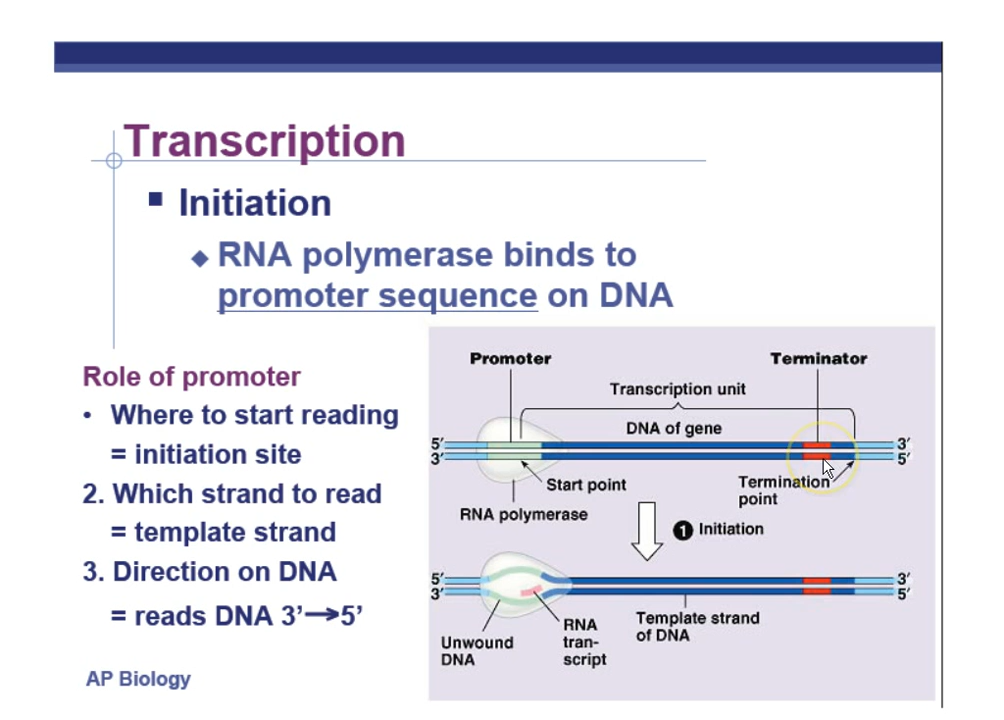 Transcription
▪ Initiation
◆ RNA polymerase binds to
promoter sequence on DNA
Role of promoter
• Where to start reading
= initiation site
2. Which strand to read
= template strand
3. Direction on DNA
= reads DNA 3’→5’
AP Biology
Promoter
Terminator
Transcription unit
DNA of gene
5′
3′
3′
5′
Start point
Termination
point
RNA polymerase
1 Initiation
5′
3′
3′
5′
Unwound
DNA
RNA
tran-
script
Template strand
of DNA